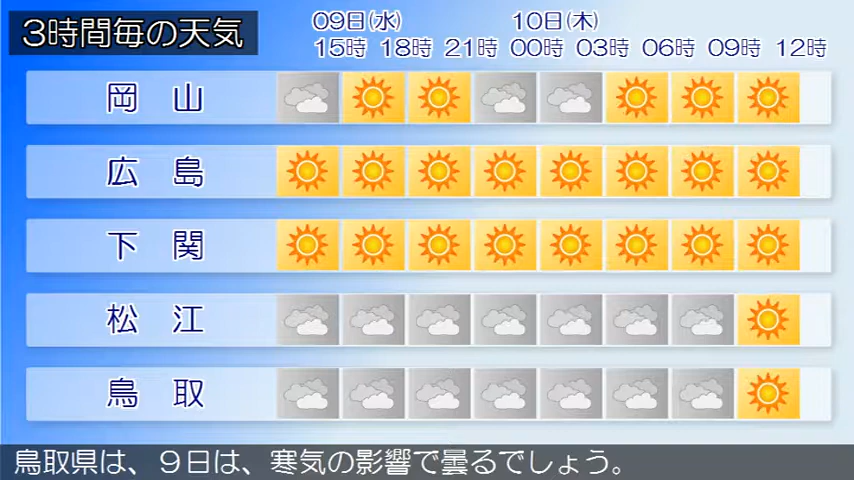 3時間毎の天気
09日(水) 10日(木)
15時 18時 21時 00時 03時 06時 09時 12時
岡 山
広 島
下 関
松 江
鳥 取
鳥取県は、９日は、寒気の影響で曇るでしょう。